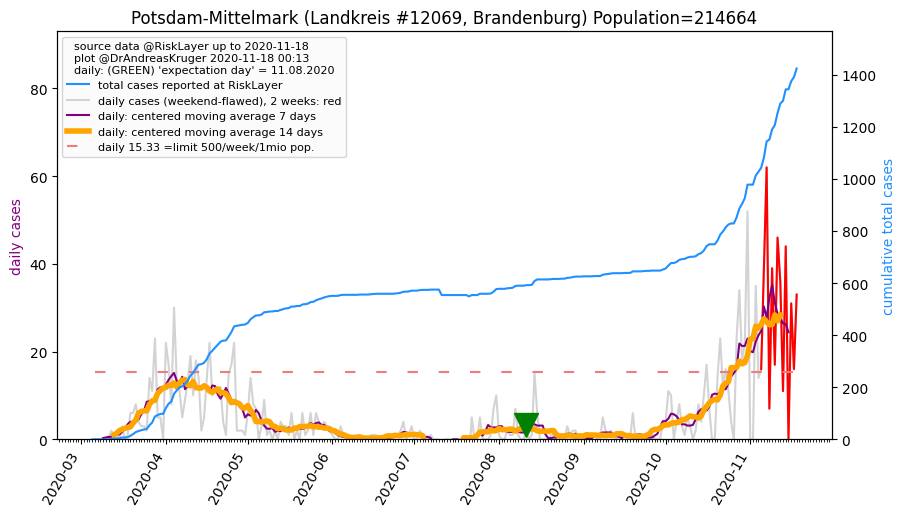 Potsdam-Mittelmark (Landkreis #12069, Brandenburg) Population=214664
source data @RiskLayer up to 2020-11-18
plot @DrAndreasKruger 2020-11-18 00:13
daily: (GREEN) 'expectation day' = 11.08.2020
total cases reported at RiskLayer
daily cases (weekend-flawed), 2 weeks: red
daily: centered moving average 7 days
daily: centered moving average 14 days
daily 15.33 =limit 500/week/1mio pop.
daily cases
80
60
40
20
0
cumulative total cases
1400
1200
1000
800
600
400
200
0
2020-03
2020-04
2020-05
2020-06
2020-07
2020-08
2020-09
2020-10
2020-11